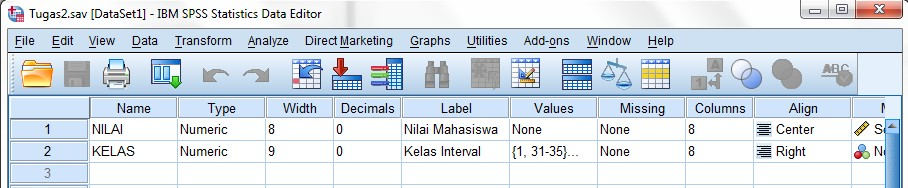 Tugas2.sav [DataSet1] - IBM SPSS Statistics Data Editor
File Edit View Data Transform Analyze Direct Marketing Graphs Utilities Add-ons Window Help
Name Type Width Decimals Label Values Missing Columns Align
1 NILAI Numeric 8 0 Nilai Mahasiswa None None 8 Center
2 KELAS Numeric 9 0 Kelas Interval {1, 31-35}... None 8 Right
3